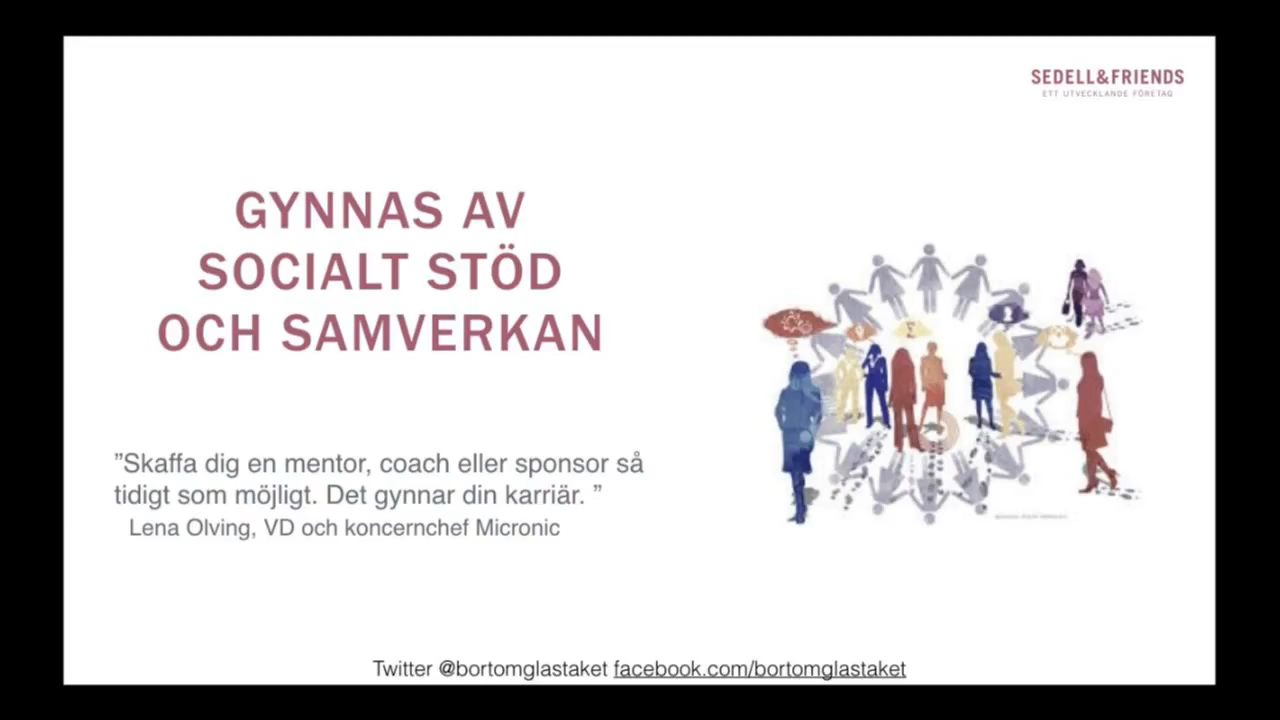 SEDELL&FRIENDS
ETT UTVECKLANDE FÖRETAG
GYNNAS AV
SOCIALT STÖD
OCH SAMVERKAN
”Skaffa dig en mentor, coach eller sponsor så
tidigt som möjligt. Det gynnar din karriär. ”
Lena Olving, VD och koncernchef Micronic
Twitter @bortomglastaket facebook.com/bortomglastaket